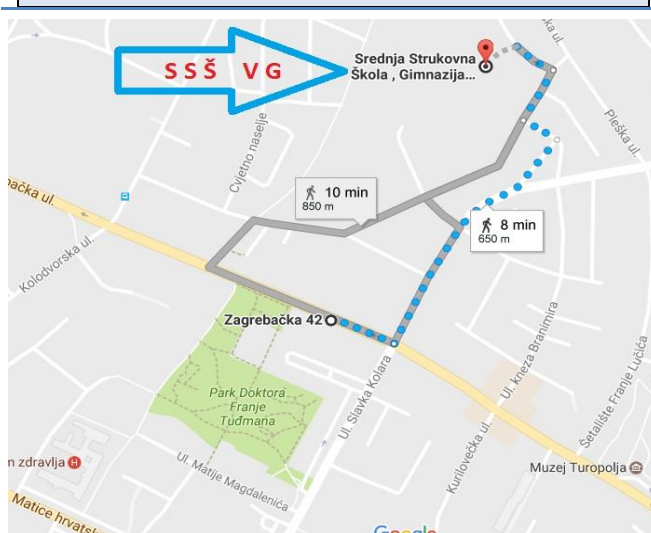 S S Š V G
Srednja Strukovna
Škola , Gimnazija...
Pleška ul.
Cvjetno naselje
10 min
850 m
8 min
650 m
Kolodvorska ul.
Zagrebačka 42
Park Doktora
Franje
Tuđmana
Ul. Slavka Kolara
Ul. kneza Branimira
Šetalište Franje Lučića
Kurilovečka ul.
Muzej Turopolja
zdravlja H
Ul. Matije Magdalenića
Matice hrvatsk
Google